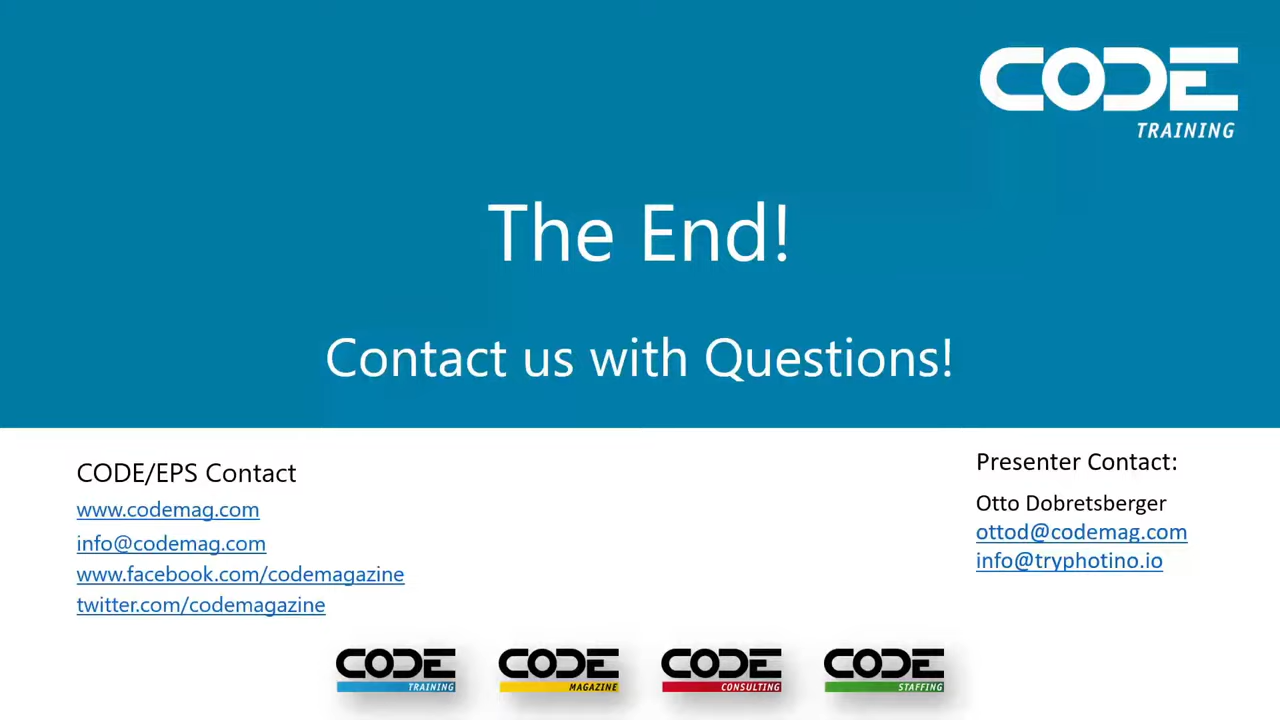 CODE
TRAINING
The End!
Contact us with Questions!
CODE/EPS Contact
www.codemag.com
info@codemag.com
www.facebook.com/codemagazine
twitter.com/codemagazine
Presenter Contact:
Otto Dobretsberger
ottod@codemag.com
info@tryphotino.io
CODE TRAINING
CODE MAGAZINE
CODE CONSULTING
CODE STAFFING